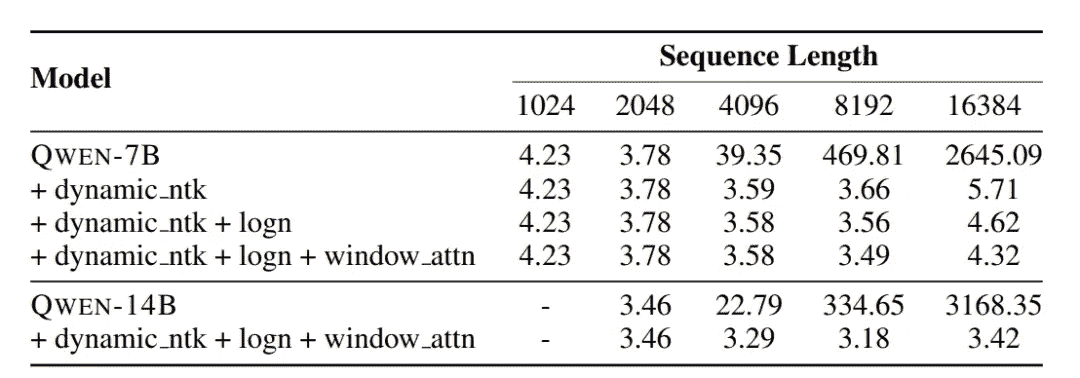 Model Sequence Length
1024 2048 4096 8192 16384
QWEN-7B 4.23 3.78 39.35 469.81 2645.09
+ dynamic_ntk 4.23 3.78 3.59 3.66 5.71
+ dynamic_ntk + logn 4.23 3.78 3.58 3.56 4.62
+ dynamic_ntk + logn + window_attn 4.23 3.78 3.58 3.49 4.32
QWEN-14B - 3.46 22.79 334.65 3168.35
+ dynamic_ntk + logn + window_attn - 3.46 3.29 3.18 3.42